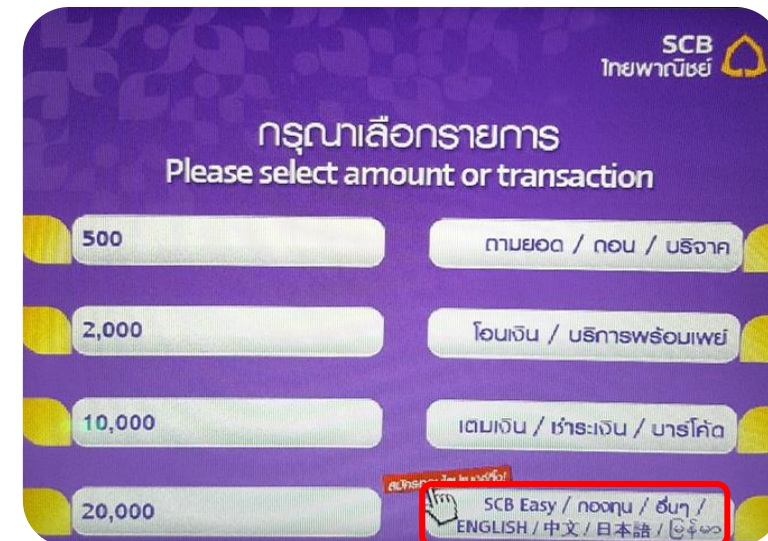 SCB
ไทยพาณิชย์
กรุณาเลือกรายการ
Please select amount or transaction
500
ถามยอด / ถอน / บริจาค
2,000
โอนเงิน / บริการพร้อมเพย์
10,000
เติมเงิน / ชำระเงิน / บาร์โค้ด
20,000
SCB Easy / กองทุน / อื่นๆ /
ENGLISH / 中文 / 日本語 / မြန်မာ